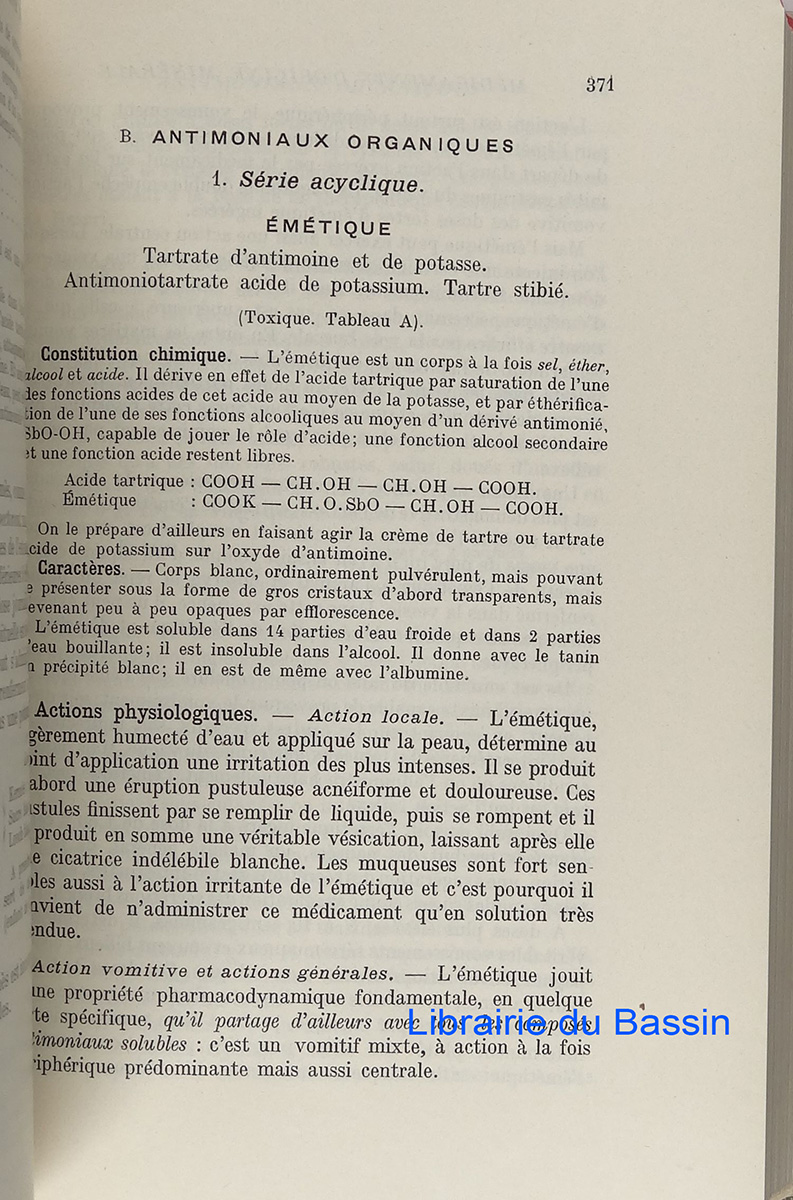 371
B. ANTIMONIAUX ORGANIQUES
1. Série acyclique.
ÉMÉTIQUE
Tartrate d'antimoine et de potasse.
Antimoniotartrate acide de potassium. Tartre stibié.
(Toxique. Tableau A).
Constitution chimique. — L'émétique est un corps à la fois sel, éther,
alcool et acide. Il dérive en effet de l'acide tartrique par saturation de l'une
des fonctions acides de cet acide au moyen de la potasse, et par éthérifica-
tion de l'une de ses fonctions alcooliques au moyen d'un dérivé antimonié,
SbO-OH, capable de jouer le rôle d'acide; une fonction alcool secondaire
et une fonction acide restent libres.
Acide tartrique : COOH — CH.OH — CH.OH — COOH.
Émétique : COOK — CH.O.SbO — CH.OH — COOH.
On le prépare d'ailleurs en faisant agir la crème de tartre ou tartrate
cide de potassium sur l'oxyde d'antimoine.
Caractères. — Corps blanc, ordinairement pulvérulent, mais pouvant
e présenter sous la forme de gros cristaux d'abord transparents, mais
evenant peu à peu opaques par efflorescence.
L'émétique est soluble dans 14 parties d'eau froide et dans 2 parties
'eau bouillante; il est insoluble dans l'alcool. Il donne avec le tanin
n précipité blanc; il en est de même avec l'albumine.
Actions physiologiques. — Action locale. — L'émétique,
gèrement humecté d'eau et appliqué sur la peau, détermine au
oint d'application une irritation des plus intenses. Il se produit
abord une éruption pustuleuse acnéiforme et douloureuse. Ces
ustules finissent par se remplir de liquide, puis se rompent et il
produit en somme une véritable vésication, laissant après elle
e cicatrice indélébile blanche. Les muqueuses sont fort sen-
bles aussi à l'action irritante de l'émétique et c'est pourquoi il
nvient de n'administrer ce médicament qu'en solution très
endue.
Action vomitive et actions générales. — L'émétique jouit
une propriété pharmacodynamique fondamentale, en quelque
te spécifique, qu'il partage d'ailleurs avec tous les composés
timoniaux solubles : c'est un vomitif mixte, à action à la fois
riphérique prédominante mais aussi centrale.
Librairie du Bassin